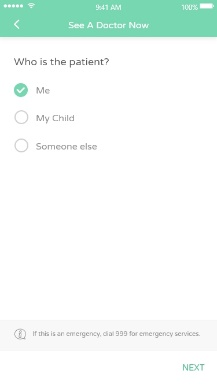 9:41 AM 100%
See A Doctor Now
Who is the patient?
Me
My Child
Someone else
If this is an emergency, dial 999 for emergency services.
NEXT